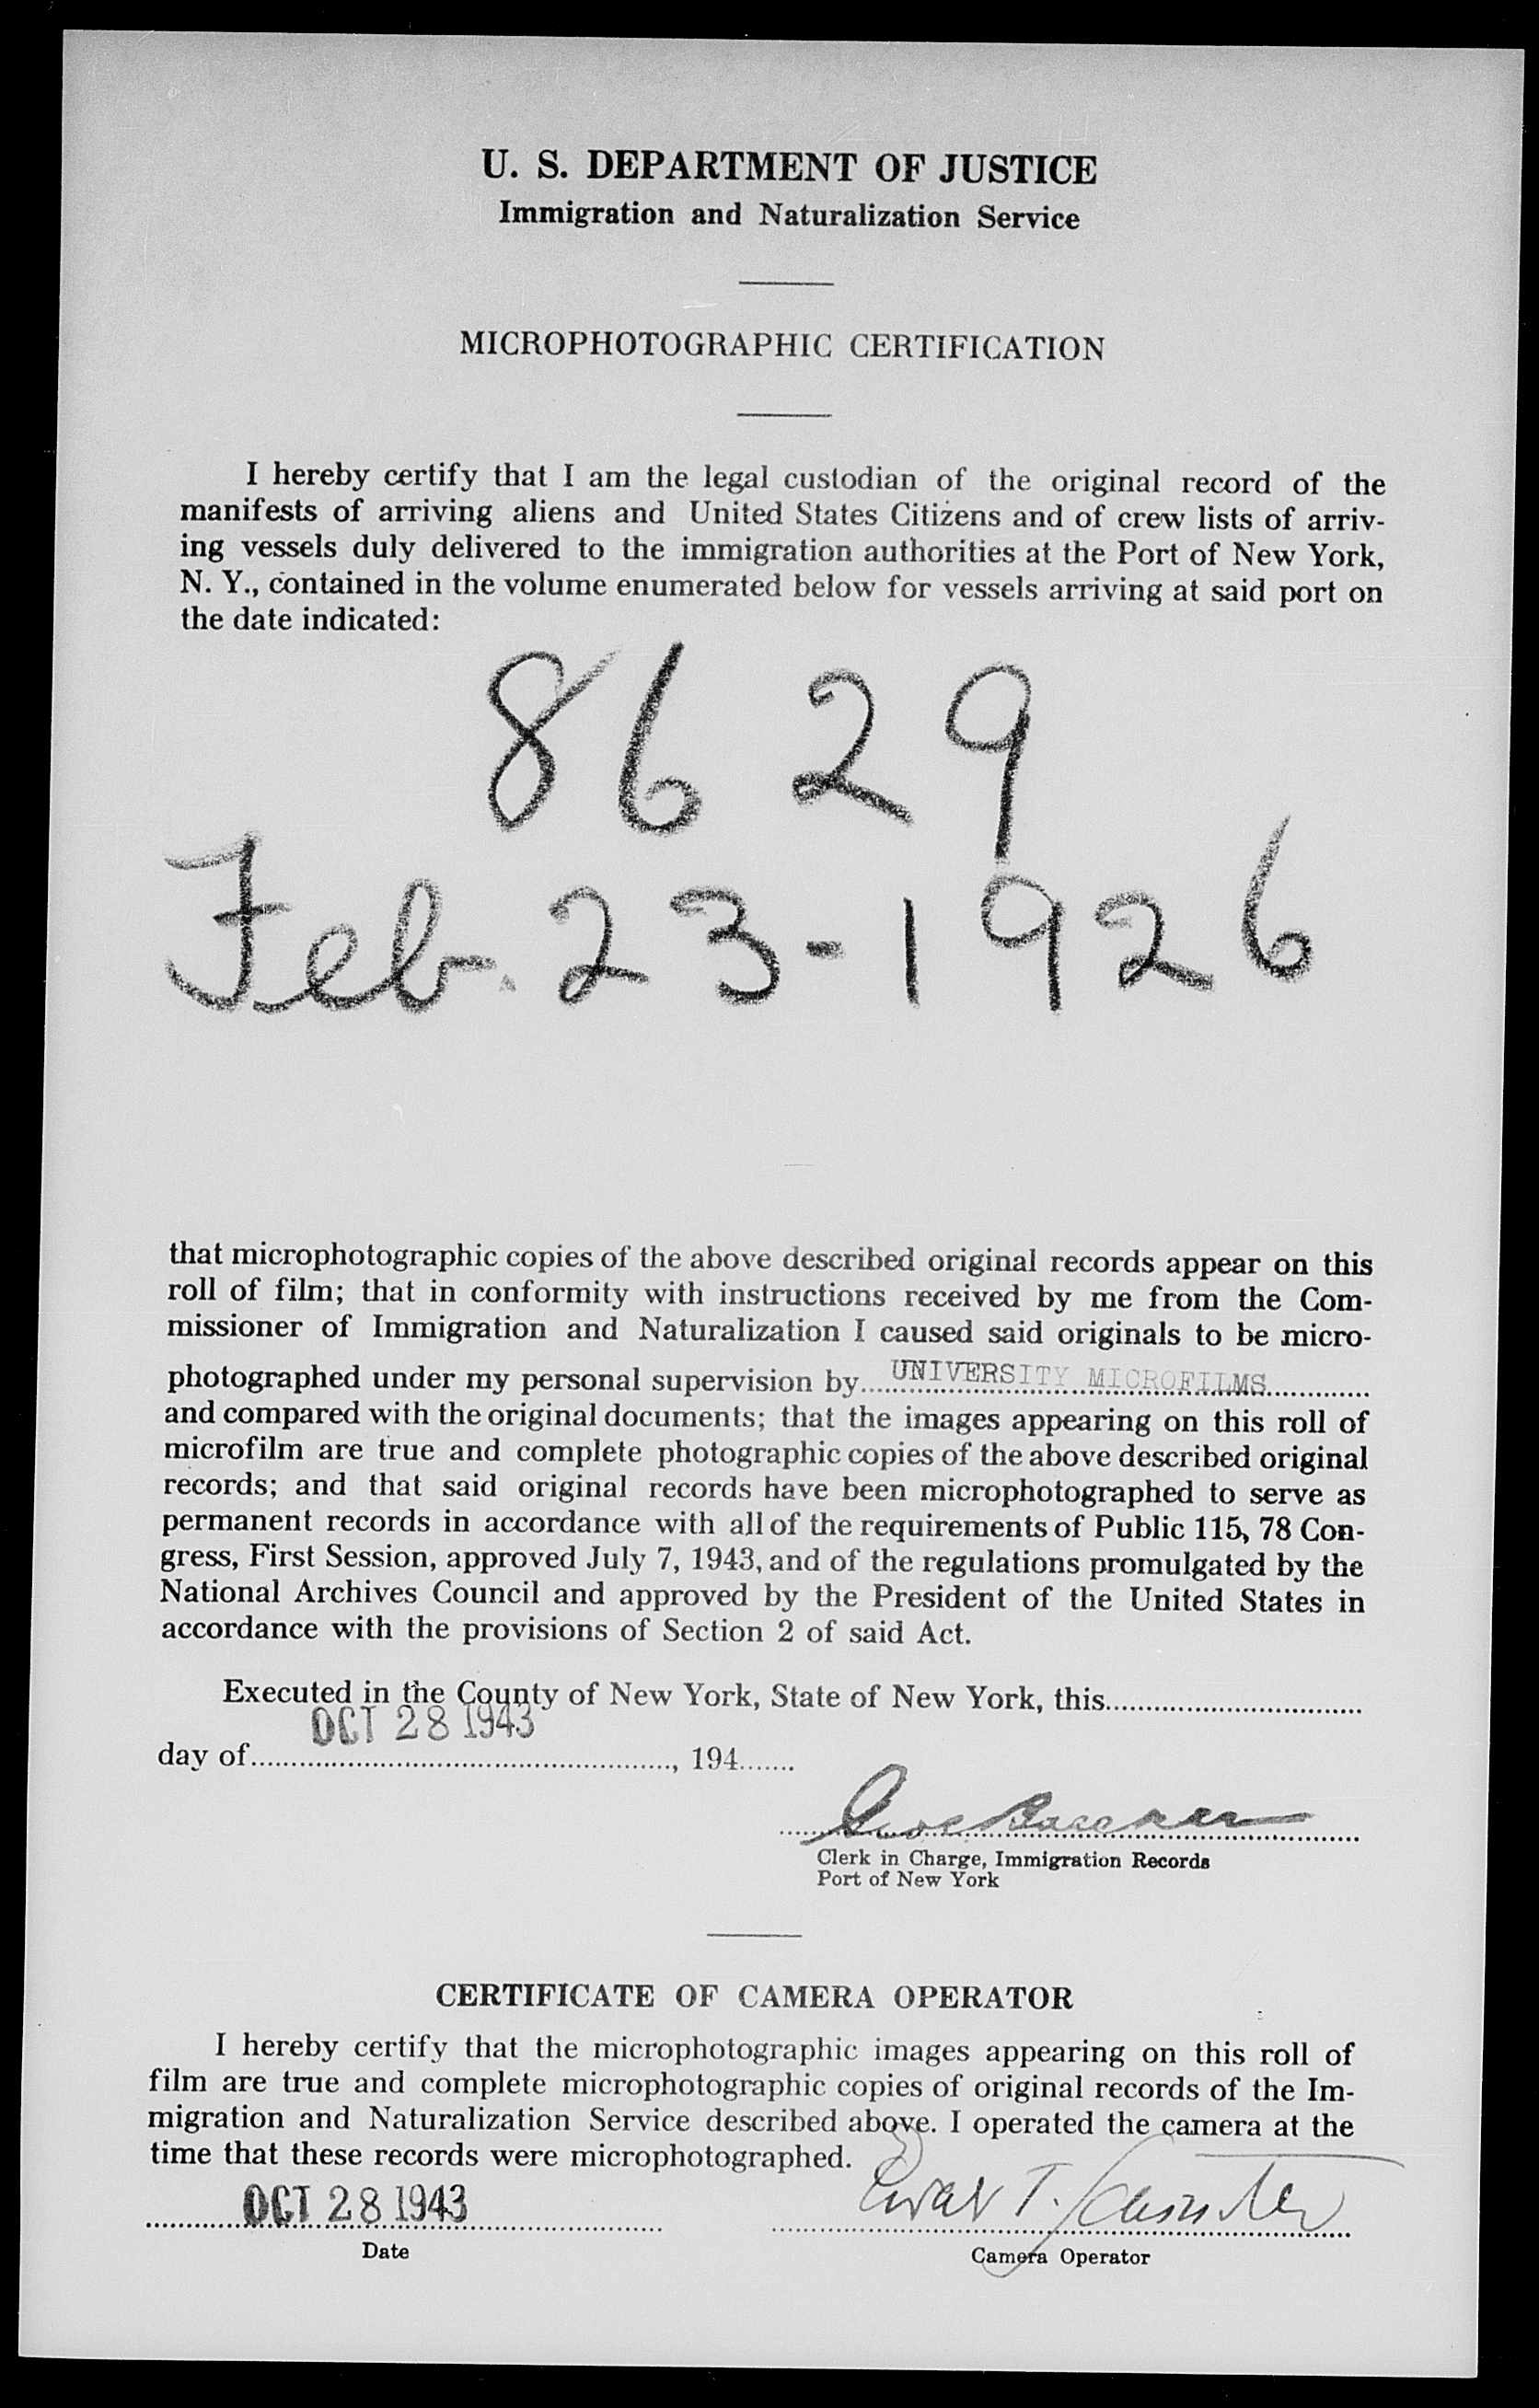 U. S. DEPARTMENT OF JUSTICE
Immigration and Naturalization Service
MICROPHOTOGRAPHIC CERTIFICATION
I hereby certify that I am the legal custodian of the original record of the
manifests of arriving aliens and United States Citizens and of crew lists of arriv-
ing vessels duly delivered to the immigration authorities at the Port of New York,
N. Y., contained in the volume enumerated below for vessels arriving at said port on
the date indicated:
8629
Feb. 23-1926
that microphotographic copies of the above described original records appear on this
roll of film; that in conformity with instructions received by me from the Com-
missioner of Immigration and Naturalization I caused said originals to be micro-
photographed under my personal supervision by UNIVERSITY MICROFILMS
and compared with the original documents; that the images appearing on this roll of
microfilm are true and complete photographic copies of the above described original
records; and that said original records have been microphotographed to serve as
permanent records in accordance with all of the requirements of Public 115, 78 Con-
gress, First Session, approved July 7, 1943, and of the regulations promulgated by the
National Archives Council and approved by the President of the United States in
accordance with the provisions of Section 2 of said Act.
Executed in the County of New York, State of New York, this
OCT 28 1943
day of, 194
Clerk in Charge, Immigration Records
Port of New York
CERTIFICATE OF CAMERA OPERATOR
I hereby certify that the microphotographic images appearing on this roll of
film are true and complete microphotographic copies of original records of the Im-
migration and Naturalization Service described above. I operated the camera at the
time that these records were microphotographed.
OCT 28 1943
Date
Camera Operator